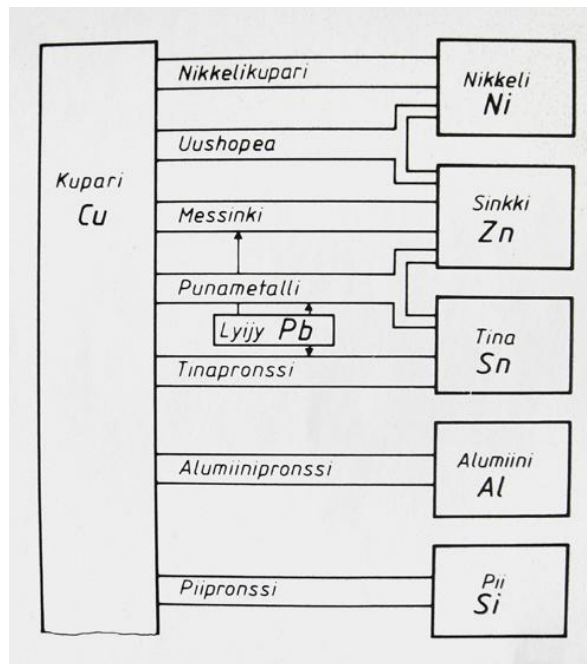 Kupari
Cu
Nikkelikupari
Nikkeli
Ni
Uushopea
Messinki
Sinkki
Zn
Punametalli
Lyijy Pb
Tinapronssi
Tina
Sn
Alumiinipronssi
Alumiini
Al
Piipronssi
Pii
Si